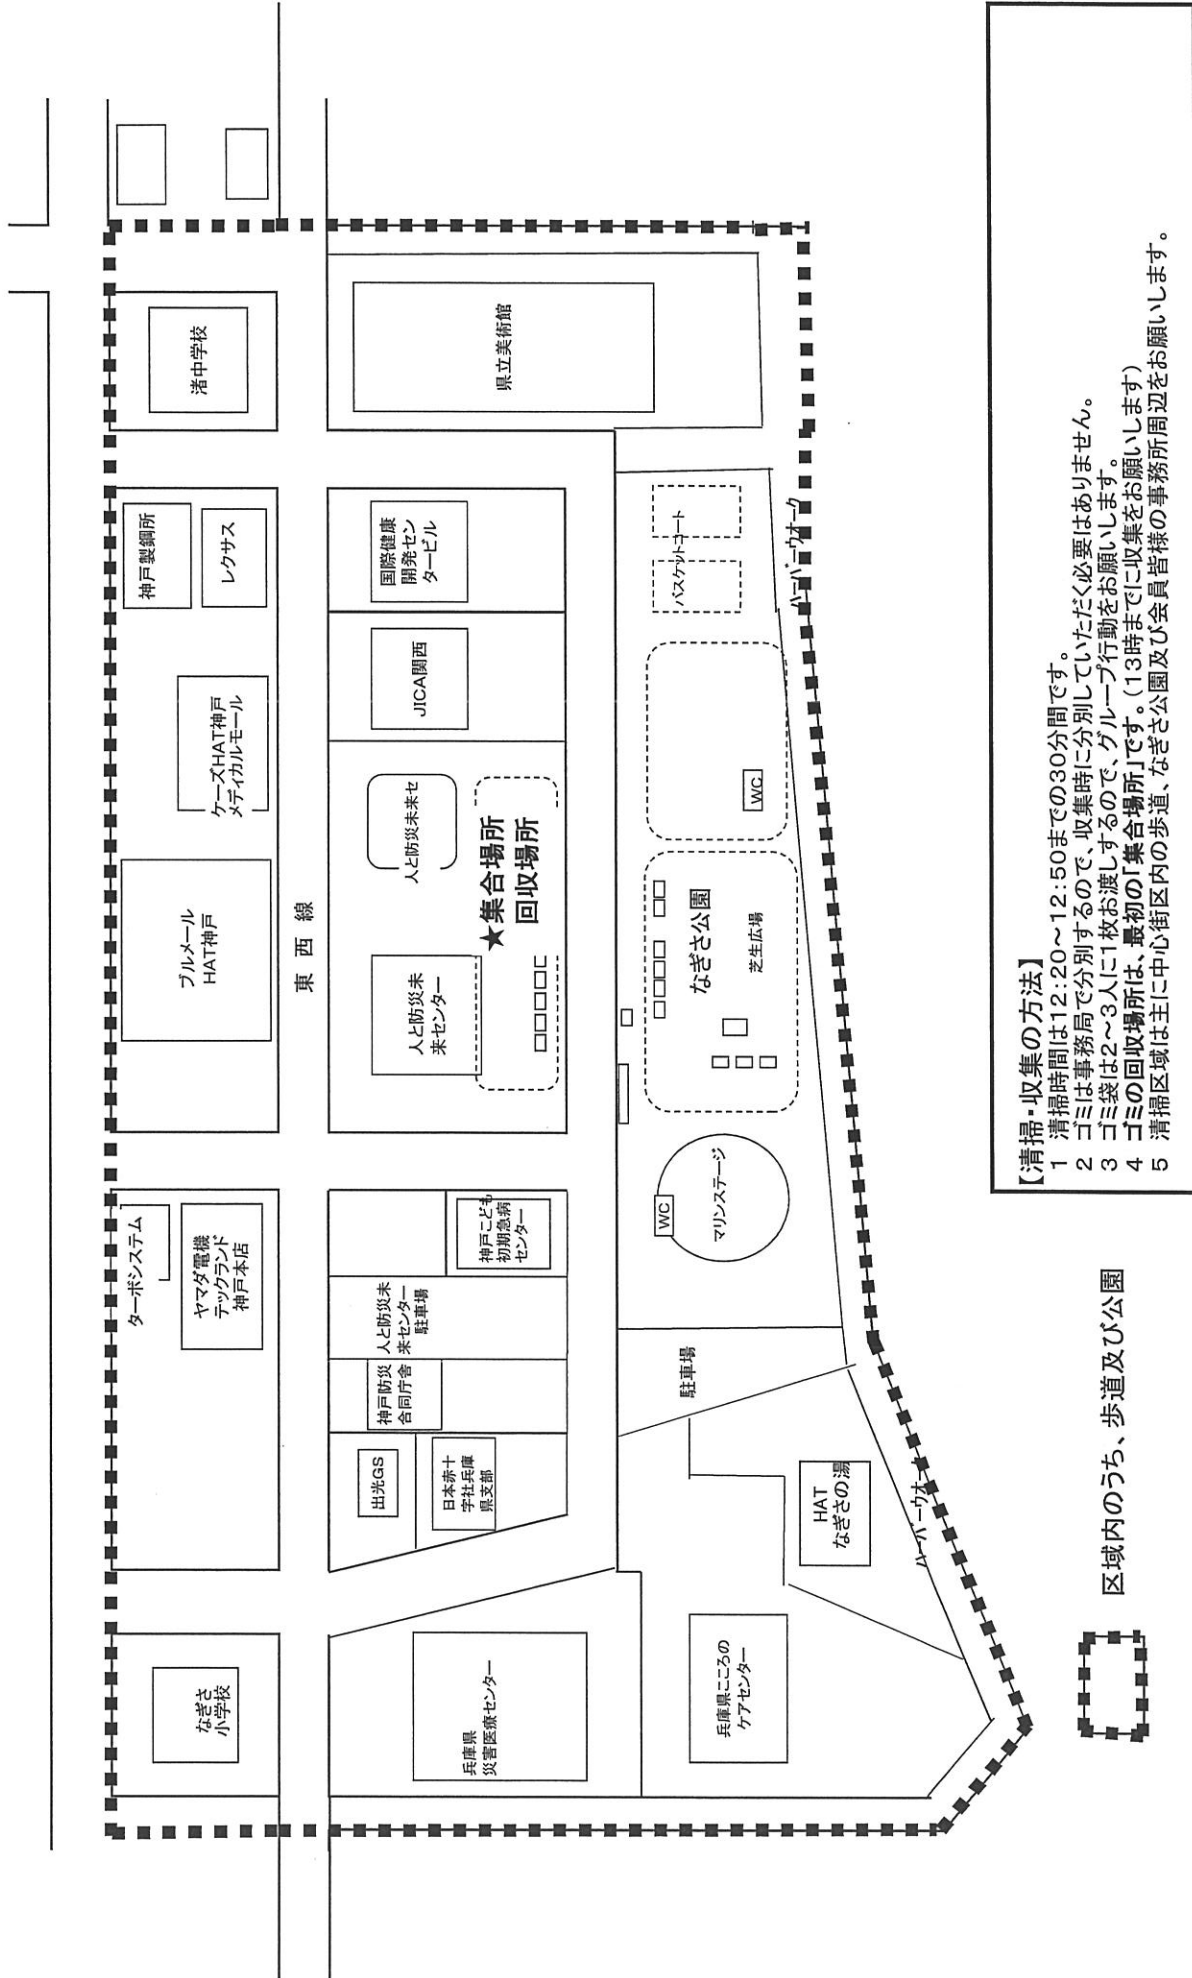 なぎさ
小学校
ターボシステム
ヤマダ電機
テックランド
神戸本店
ブルメール
HAT神戸
ケーズHAT神戸
メディカルモール
神戸製鋼所
レクサス
渚中学校
東西線
兵庫県
災害医療センター
出光GS
日本赤十
字社兵庫
県支部
神戸防災
合同庁舎
人と防災未
来センター
駐車場
神戸こども
初期急病
センター
人と防災未
来センター
人と防災未来セ
★集合場所
回収場所
JICA関西
国際健康
開発セン
タービル
県立美術館
兵庫県こころの
ケアセンター
HAT
なぎさの湯
駐車場
WC
マリンステージ
なぎさ公園
芝生広場
WC
バスケットコート
ハーバーウオーク
ハーバーウオーク
区域内のうち、歩道及び公園
【清掃・収集の方法】
1 清掃時間は12:20~12:50までの30分間です。
2 ゴミは事務局で分別するので、収集時に分別していただく必要はありません。
3 ゴミ袋は2~3人に1枚お渡しするので、グループ行動をお願いします。
4 ゴミの回収場所は、最初の「集合場所」です。(13時までに収集をお願いします)
5 清掃区域は主に中心街区内の歩道、なぎさ公園及び会員皆様の事務所周辺をお願いします。